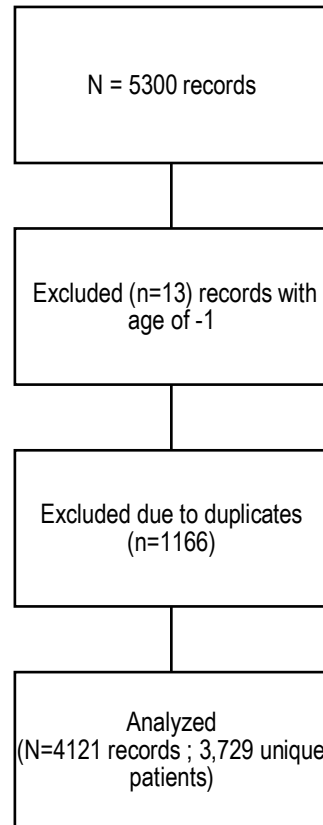 N = 5300 records
Excluded (n=13) records with
age of -1
Excluded due to duplicates
(n=1166)
Analyzed
(N=4121 records ; 3,729 unique
patients)